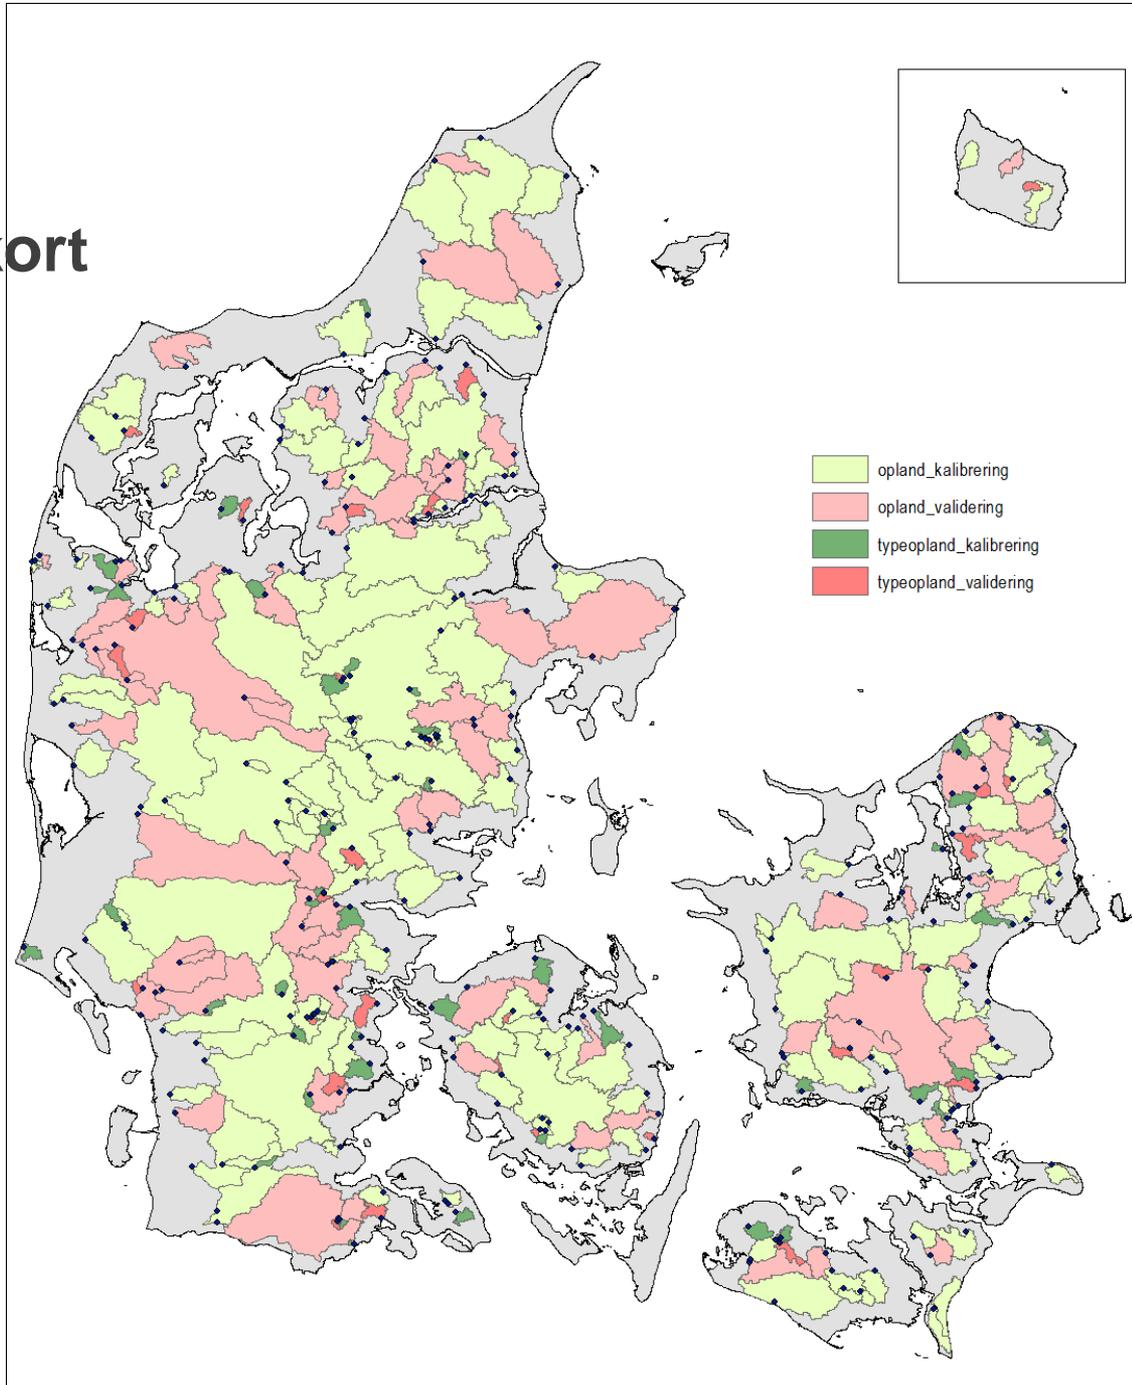 ort
opland_kalibrering
opland_validering
typeopland_kalibrering
typeopland_validering